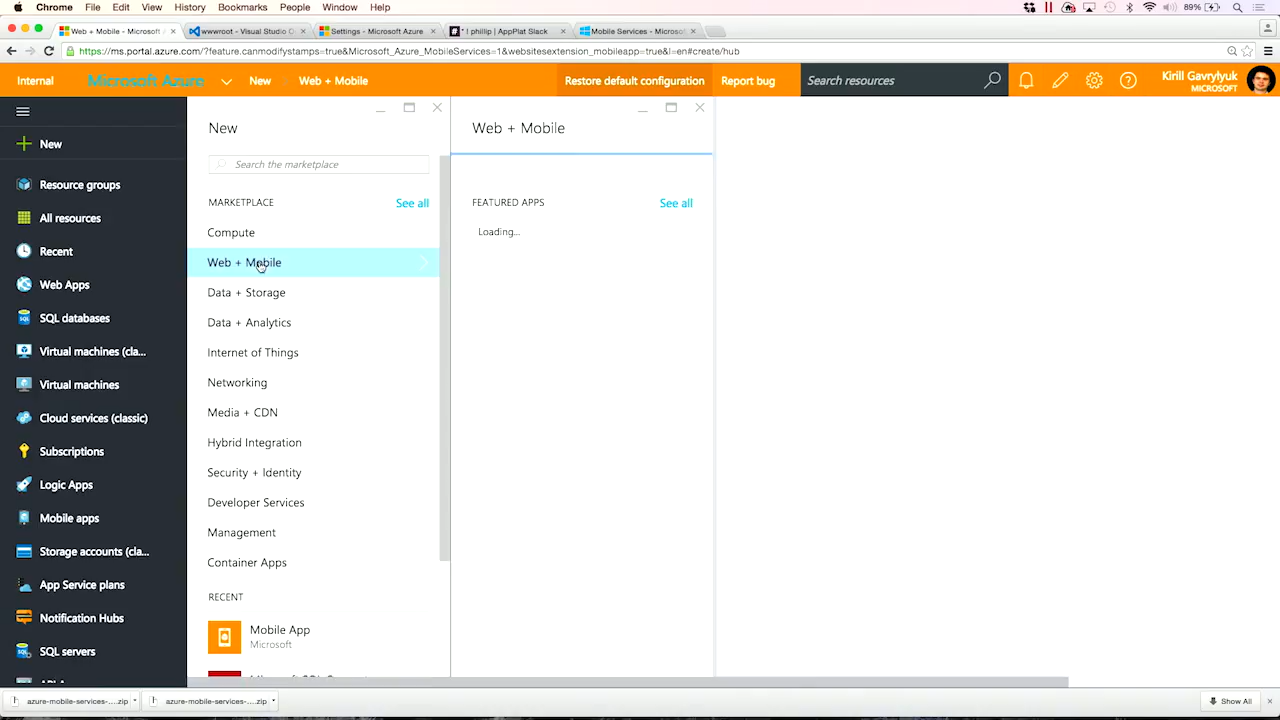 Chrome File Edit View History Bookmarks People Window Help 89%
Web + Mobile - Microsoft A
wwwroot - Visual Studio O
Settings - Microsoft Azure
* | phillip | AppPlat Slack
Mobile Services - Microso
https://ms.portal.azure.com/?feature.canmodifystamps=true&Microsoft_Azure_MobileServices=1&websitesextension_mobileapp=true&l=en#create/hub
Internal Microsoft Azure New Web + Mobile Restore default configuration Report bug Search resources Kirill Gavrylyuk
MICROSOFT
New
Resource groups
All resources
Recent
Web Apps
SQL databases
Virtual machines (cla...
Virtual machines
Cloud services (classic)
Subscriptions
Logic Apps
Mobile apps
Storage accounts (cla...
App Service plans
Notification Hubs
SQL servers
New
Search the marketplace
MARKETPLACE See all
Compute
Web + Mobile
Data + Storage
Data + Analytics
Internet of Things
Networking
Media + CDN
Hybrid Integration
Security + Identity
Developer Services
Management
Container Apps
RECENT
Mobile App
Microsoft
Web + Mobile
FEATURED APPS See all
Loading...
azure-mobile-services-....zip azure-mobile-services-....zip Show All